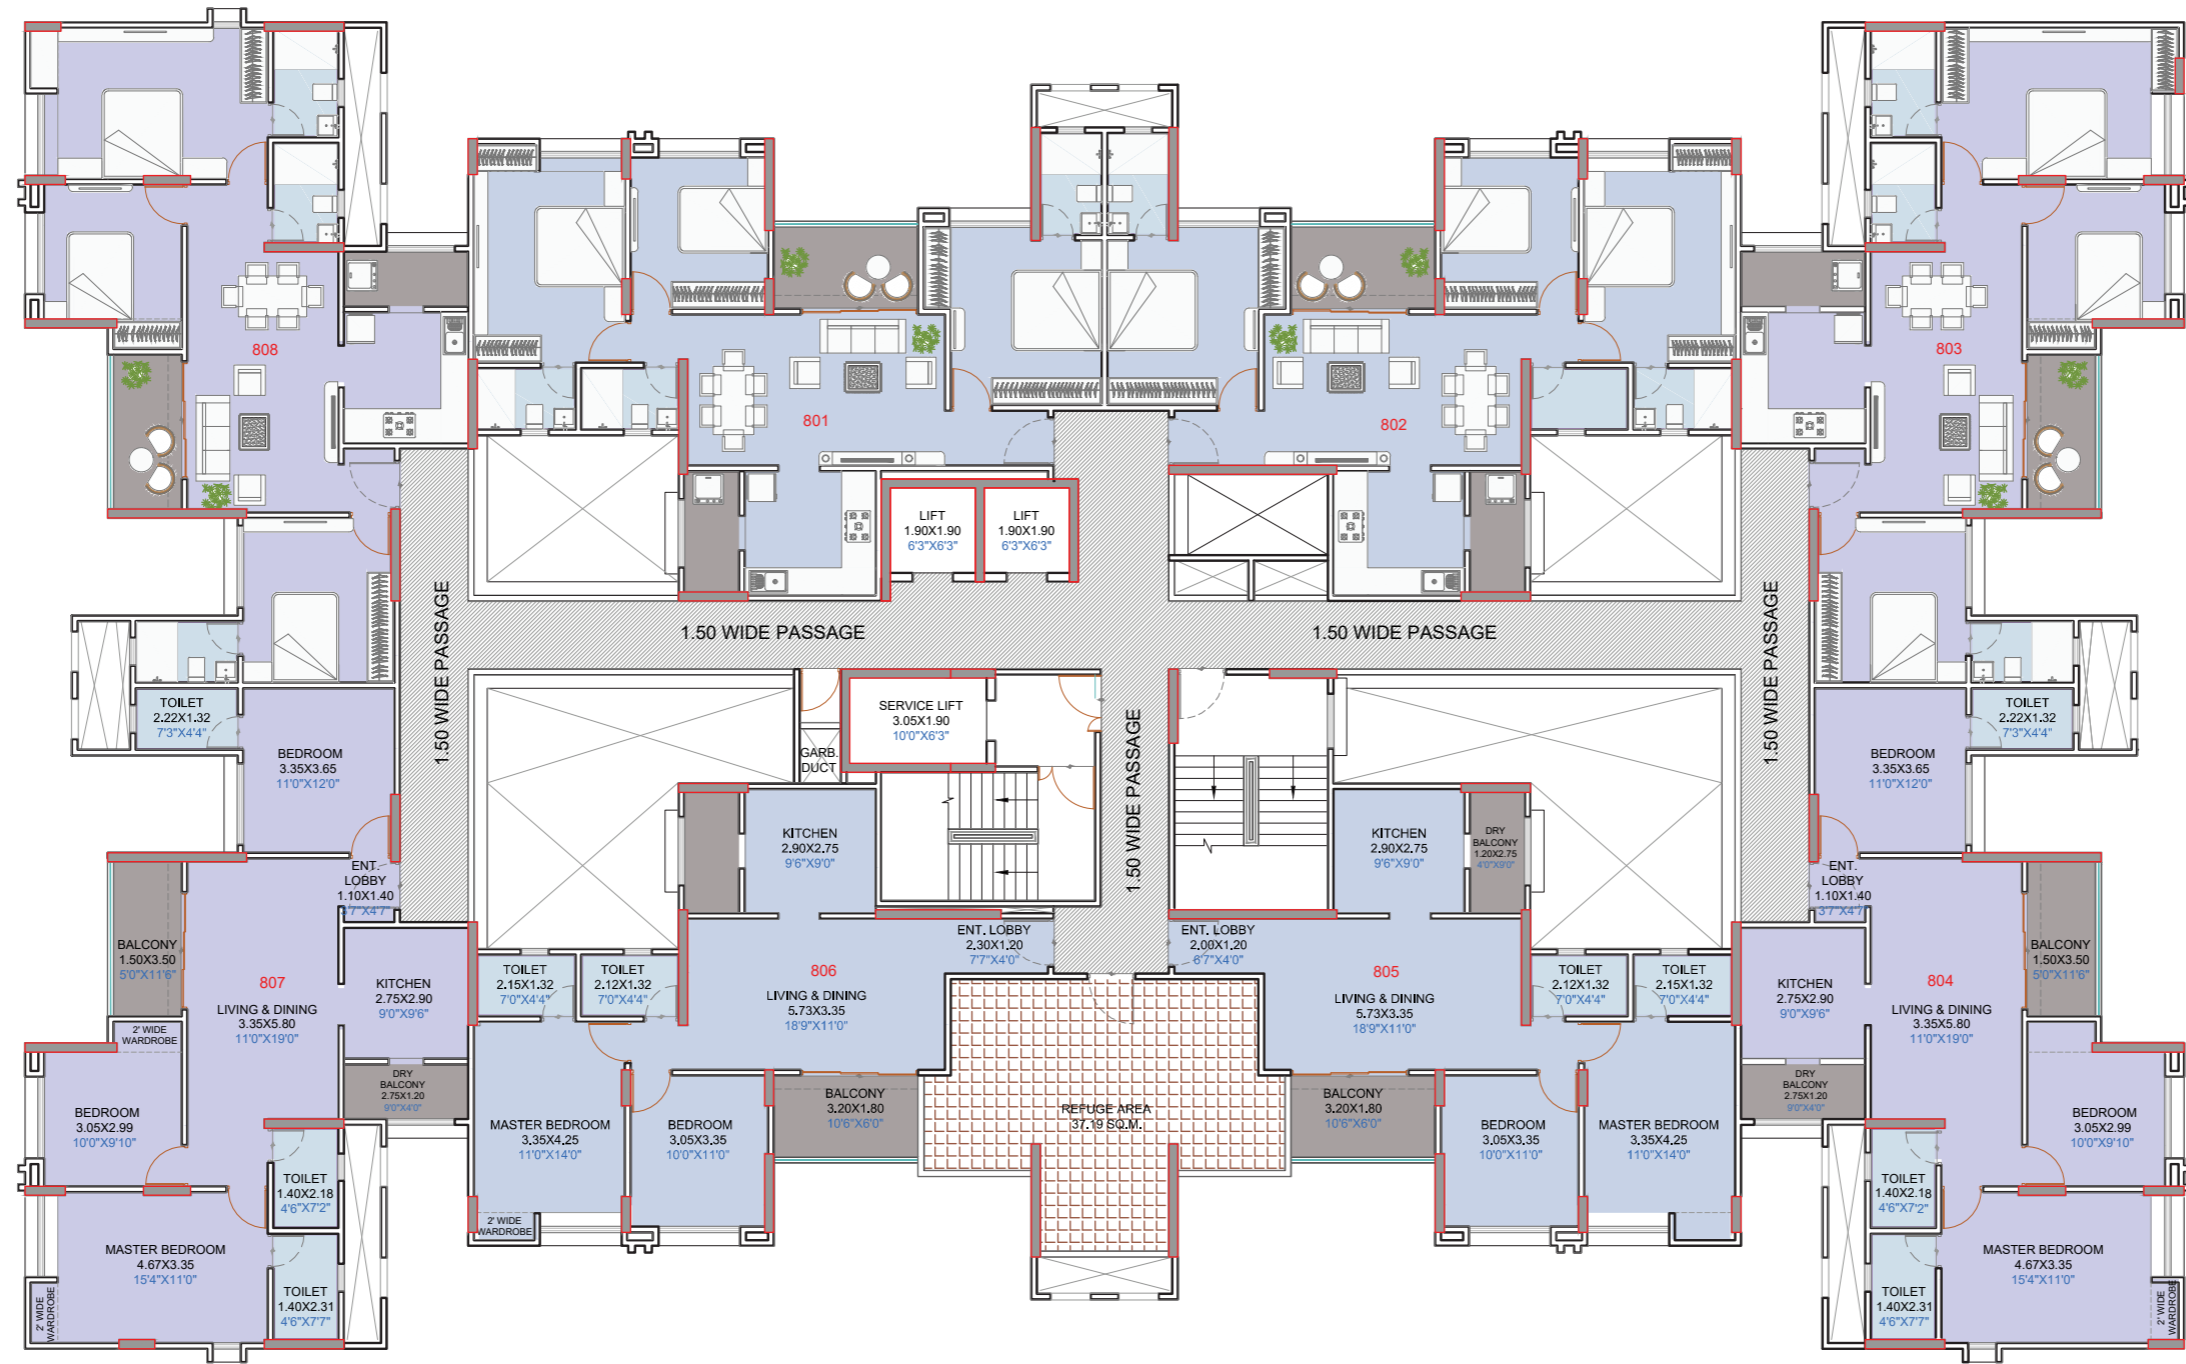 808
801
802
803
LIFT
1.90X1.90
6'3"X6'3"
LIFT
1.90X1.90
6'3"X6'3"
1.50 WIDE PASSAGE
1.50 WIDE PASSAGE
1.50 WIDE PASSAGE
1.50 WIDE PASSAGE
1.50 WIDE PASSAGE
TOILET
2.22X1.32
7'3"X4'4"
BEDROOM
3.35X3.65
11'0"X12'0"
SERVICE LIFT
3.05X1.90
10'0"X6'3"
GARB.
DUCT
TOILET
2.22X1.32
7'3"X4'4"
BEDROOM
3.35X3.65
11'0"X12'0"
KITCHEN
2.90X2.75
9'6"X9'0"
KITCHEN
2.90X2.75
9'6"X9'0"
DRY
BALCONY
1.20X2.75
4'0"X9'0"
ENT.
LOBBY
1.10X1.40
3'7"X4'7"
ENT.
LOBBY
1.10X1.40
3'7"X4'7"
BALCONY
1.50X3.50
5'0"X11'6"
807
LIVING & DINING
3.35X5.80
11'0"X19'0"
KITCHEN
2.75X2.90
9'0"X9'6"
TOILET
2.15X1.32
7'0"X4'4"
TOILET
2.12X1.32
7'0"X4'4"
806
LIVING & DINING
5.73X3.35
18'9"X11'0"
ENT. LOBBY
2.30X1.20
7'7"X4'0"
ENT. LOBBY
2.00X1.20
6'7"X4'0"
805
LIVING & DINING
5.73X3.35
18'9"X11'0"
TOILET
2.12X1.32
7'0"X4'4"
TOILET
2.15X1.32
7'0"X4'4"
KITCHEN
2.75X2.90
9'0"X9'6"
804
LIVING & DINING
3.35X5.80
11'0"X19'0"
BALCONY
1.50X3.50
5'0"X11'6"
2' WIDE
WARDROBE
DRY
BALCONY
2.75X1.20
9'0"X4'0"
BEDROOM
3.05X2.99
10'0"X9'10"
MASTER BEDROOM
3.35X4.25
11'0"X14'0"
BEDROOM
3.05X3.35
10'0"X11'0"
BALCONY
3.20X1.80
10'6"X6'0"
REFUGE AREA
37.19 SQ.M.
BALCONY
3.20X1.80
10'6"X6'0"
BEDROOM
3.05X3.35
10'0"X11'0"
MASTER BEDROOM
3.35X4.25
11'0"X14'0"
DRY
BALCONY
2.75X1.20
9'0"X4'0"
BEDROOM
3.05X2.99
10'0"X9'10"
TOILET
1.40X2.18
4'6"X7'2"
2' WIDE
WARDROBE
TOILET
1.40X2.18
4'6"X7'2"
MASTER BEDROOM
4.67X3.35
15'4"X11'0"
TOILET
1.40X2.31
4'6"X7'7"
2' WIDE
WARDROBE
TOILET
1.40X2.31
4'6"X7'7"
MASTER BEDROOM
4.67X3.35
15'4"X11'0"
2' WIDE
WARDROBE